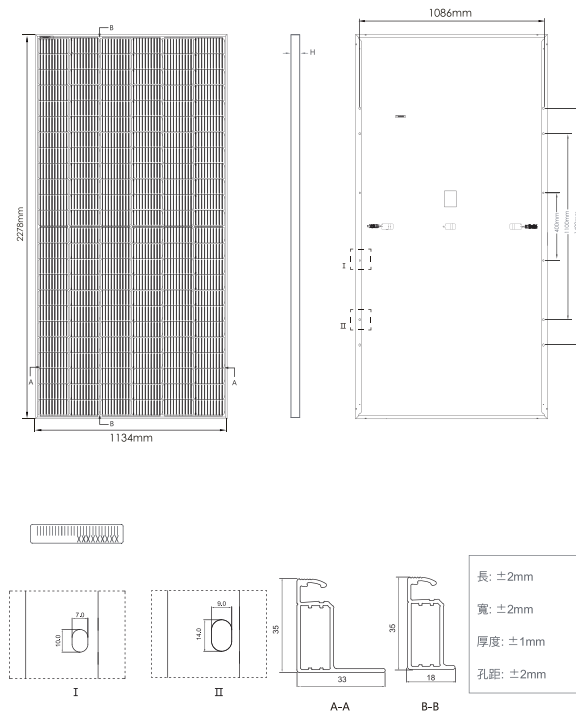 B
1086mm
H
2278mm
400mm
1100mm
I
II
A
A
B
1134mm
7.0
10.0
I
9.0
14.0
II
35
33
A-A
35
18
B-B
長: ±2mm
寬: ±2mm
厚度: ±1mm
孔距: ±2mm